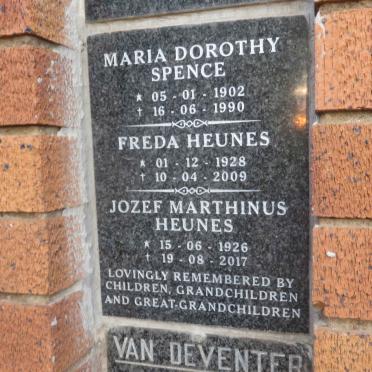 MARIA DOROTHY
SPENCE
* 05 - 01 - 1902
† 16 - 06 - 1990
FREDA HEUNES
* 01 - 12 - 1928
† 10 - 04 - 2009
JOZEF MARTHINUS
HEUNES
* 15 - 06 - 1926
† 19 - 08 - 2017
LOVINGLY REMEMBERED BY
CHILDREN, GRANDCHILDREN
AND GREAT-GRANDCHILDREN
VAN DEVENTER